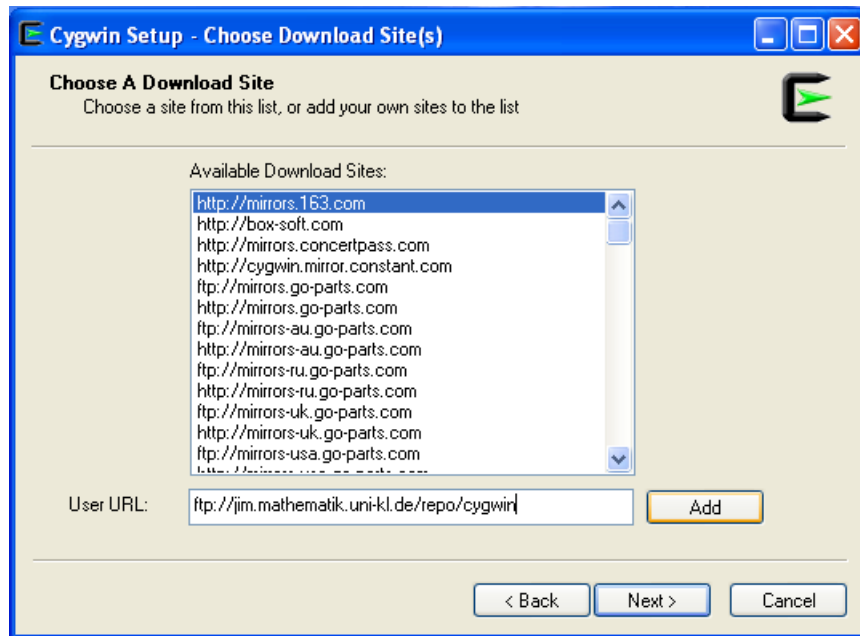 Cygwin Setup - Choose Download Site(s)
Choose A Download Site
Choose a site from this list, or add your own sites to the list
Available Download Sites:
http://mirrors.163.com
http://box-soft.com
http://mirrors.concertpass.com
http://cygwin.mirror.constant.com
ftp://mirrors.go-parts.com
http://mirrors.go-parts.com
ftp://mirrors-au.go-parts.com
http://mirrors-au.go-parts.com
ftp://mirrors-ru.go-parts.com
http://mirrors-ru.go-parts.com
ftp://mirrors-uk.go-parts.com
http://mirrors-uk.go-parts.com
ftp://mirrors-usa.go-parts.com
User URL: ftp://jim.mathematik.uni-kl.de/repo/cygwin Add
< Back Next > Cancel